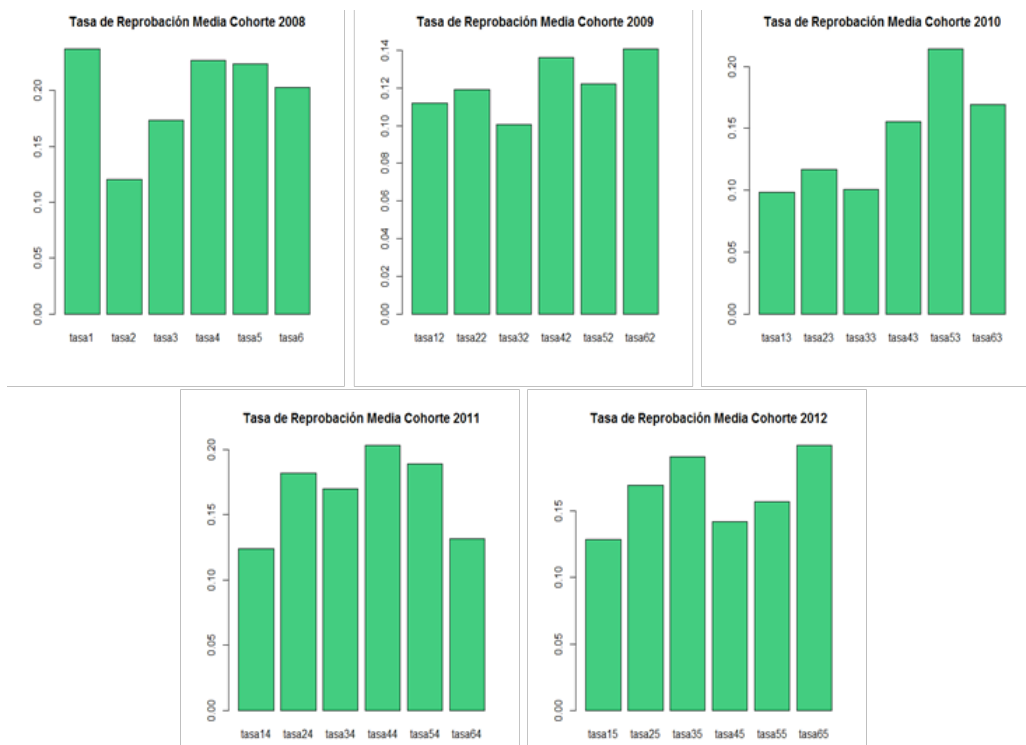 Tasa de Reprobación Media Cohorte 2008
0.20
0.15
0.10
0.05
0.00
tasa1 tasa2 tasa3 tasa4 tasa5 tasa6
Tasa de Reprobación Media Cohorte 2009
0.14
0.12
0.10
0.08
0.06
0.04
0.02
0.00
tasa12 tasa22 tasa32 tasa42 tasa52 tasa62
Tasa de Reprobación Media Cohorte 2010
0.20
0.15
0.10
0.05
0.00
tasa13 tasa23 tasa33 tasa43 tasa53 tasa63
Tasa de Reprobación Media Cohorte 2011
0.20
0.15
0.10
0.05
0.00
tasa14 tasa24 tasa34 tasa44 tasa54 tasa64
Tasa de Reprobación Media Cohorte 2012
0.15
0.10
0.05
0.00
tasa15 tasa25 tasa35 tasa45 tasa55 tasa65